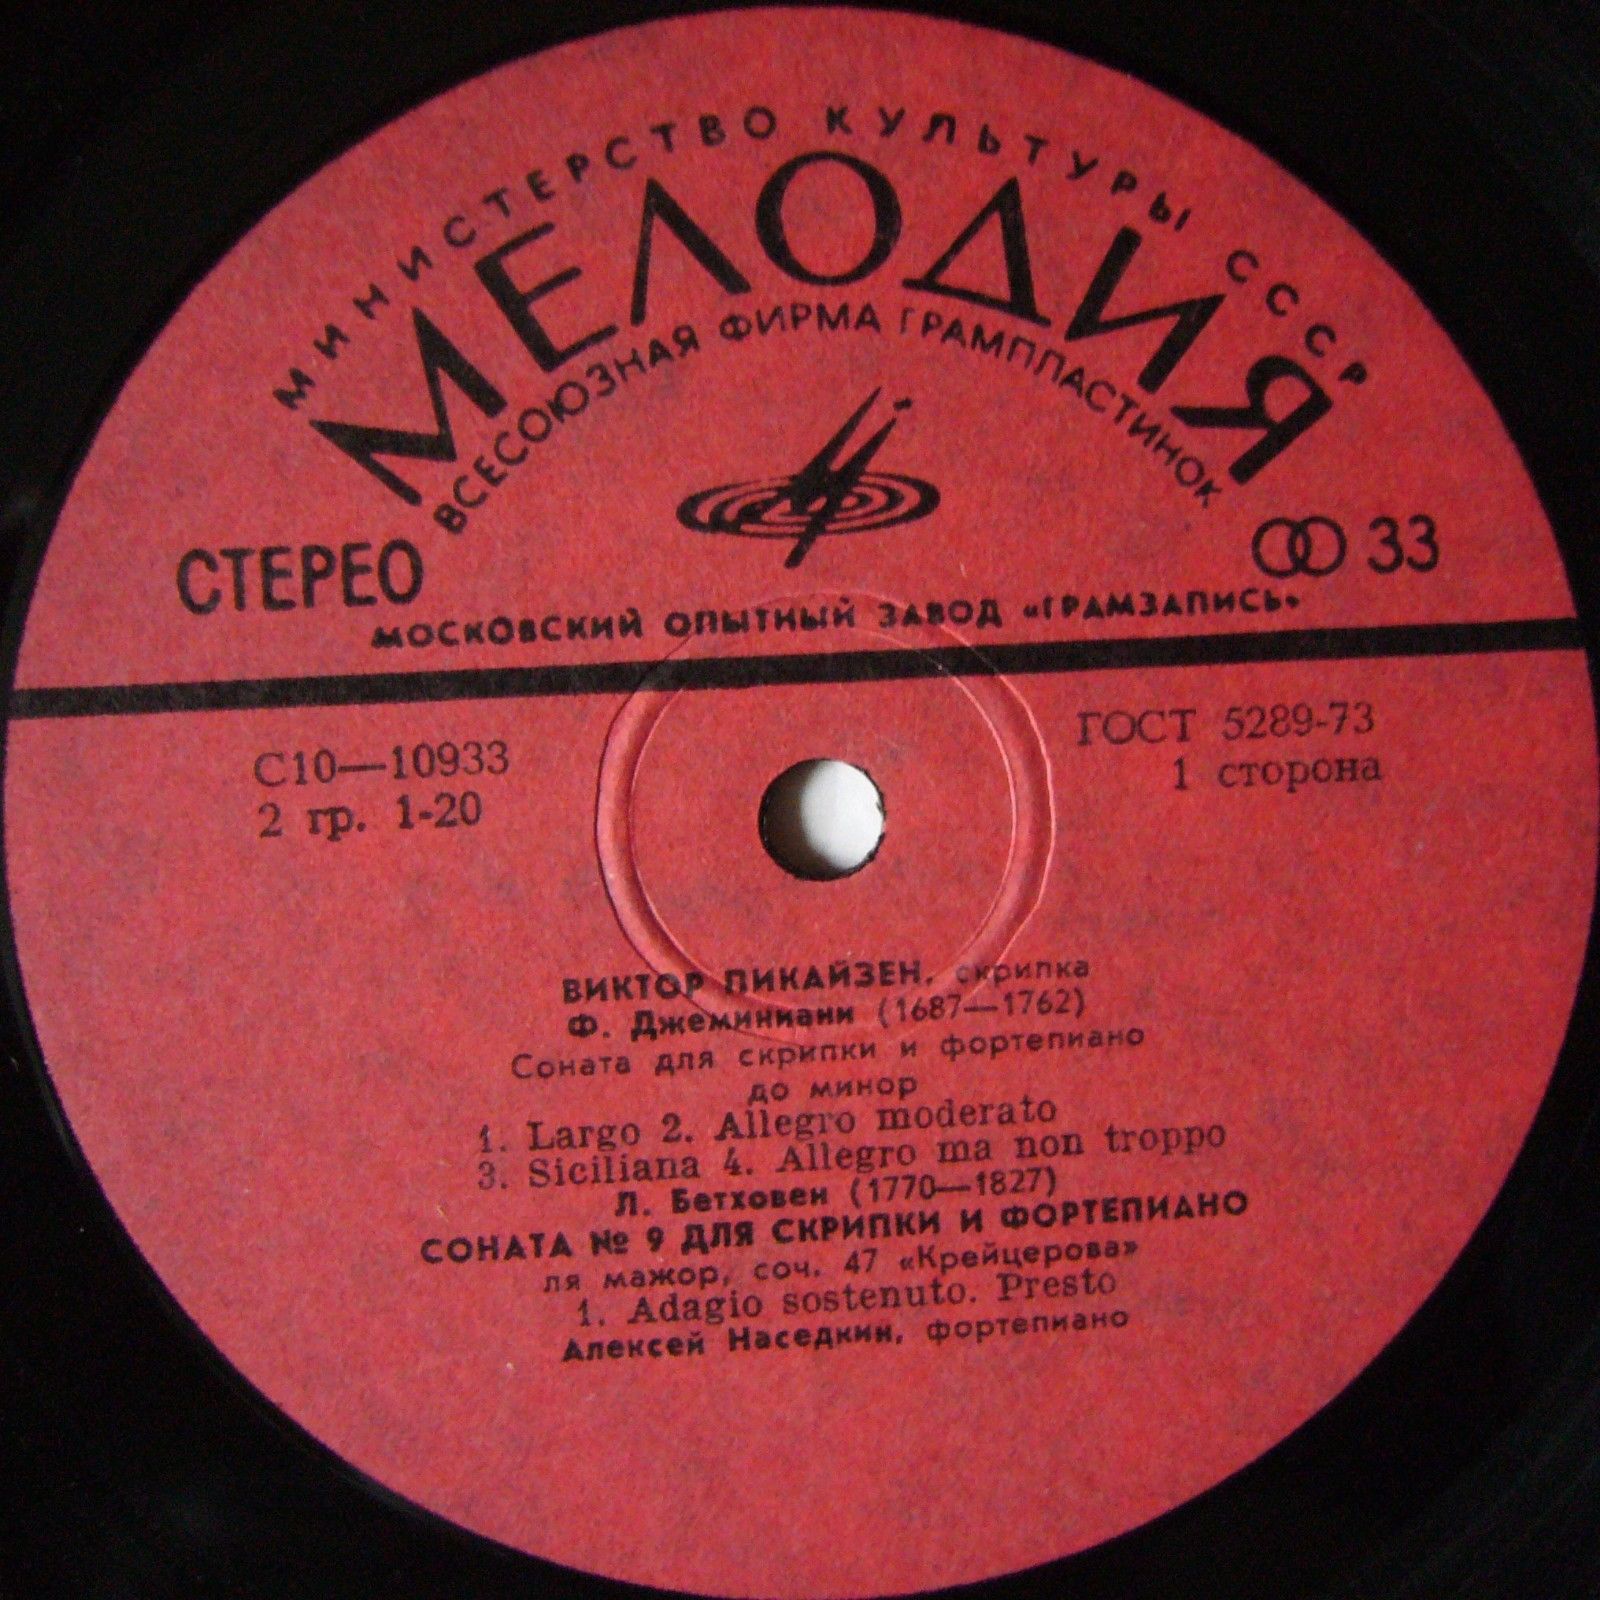 МИНИСТЕРСТВО КУЛЬТУРЫ СССР
МЕЛОДИЯ
ВСЕСОЮЗНАЯ ФИРМА ГРАМПЛАСТИНОК
СТЕРЕО
33
МОСКОВСКИЙ ОПЫТНЫЙ ЗАВОД «ГРАМЗАПИСЬ»
С10—10933
2 гр. 1-20
ГОСТ 5289-73
1 сторона
ВИКТОР ПИКАЙЗЕН, скрипка
Ф. Джеминиани (1687—1762)
Соната для скрипки и фортепиано
до минор
1. Largo 2. Allegro moderato
3. Siciliana 4. Allegro ma non troppo
Л. Бетховен (1770—1827)
СОНАТА № 9 ДЛЯ СКРИПКИ И ФОРТЕПИАНО
ля мажор, соч. 47 «Крейцерова»
1. Adagio sostenuto. Presto
Алексей Наседкин, фортепиано